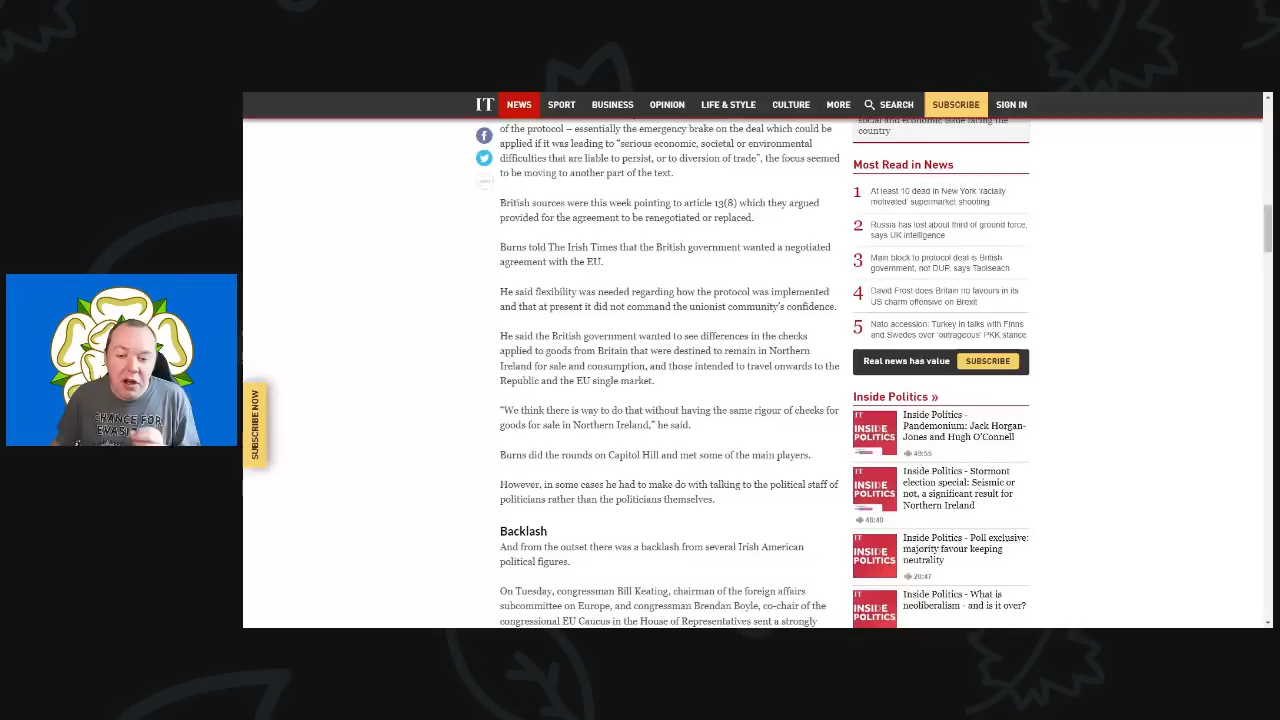 IT NEWS SPORT BUSINESS OPINION LIFE & STYLE CULTURE MORE SEARCH SUBSCRIBE SIGN IN
of the protocol – essentially the emergency brake on the deal which could be
applied if it was leading to “serious economic, societal or environmental
difficulties that are liable to persist, or to diversion of trade”, the focus seemed
to be moving to another part of the text.
British sources were this week pointing to article 13(8) which they argued
provided for the agreement to be renegotiated or replaced.
Burns told The Irish Times that the British government wanted a negotiated
agreement with the EU.
He said flexibility was needed regarding how the protocol was implemented
and that at present it did not command the unionist community’s confidence.
He said the British government wanted to see differences in the checks
applied to goods from Britain that were destined to remain in Northern
Ireland for sale and consumption, and those intended to travel onwards to the
Republic and the EU single market.
“We think there is way to do that without having the same rigour of checks for
goods for sale in Northern Ireland,” he said.
Burns did the rounds on Capitol Hill and met some of the main players.
However, in some cases he had to make do with talking to the political staff of
politicians rather than the politicians themselves.
Backlash
And from the outset there was a backlash from several Irish American
political figures.
On Tuesday, congressman Bill Keating, chairman of the foreign affairs
subcommittee on Europe, and congressman Brendan Boyle, co-chair of the
congressional EU Caucus in the House of Representatives sent a strongly
social and economic issue facing the
country
Most Read in News
1 At least 10 dead in New York ‘racially
motivated’ supermarket shooting
2 Russia has lost about third of ground force,
says UK intelligence
3 Main block to protocol deal is British
government, not DUP, says Taoiseach
4 David Frost does Britain no favours in its
US charm offensive on Brexit
5 Nato accession: Turkey in talks with Finns
and Swedes over ‘outrageous’ PKK stance
Real news has value SUBSCRIBE
Inside Politics »
IT
INSIDE
POLITICS
Inside Politics -
Pandemonium: Jack Horgan-
Jones and Hugh O’Connell
49:55
IT
INSIDE
POLITICS
Inside Politics - Stormont
election special: Seismic or
not, a significant result for
Northern Ireland
48:40
IT
INSIDE
POLITICS
Inside Politics - Poll exclusive:
majority favour keeping
neutrality
20:47
IT
INSIDE
POLITICS
Inside Politics - What is
neoliberalism - and is it over?
SUBSCRIBE NOW
CHANCE FOR